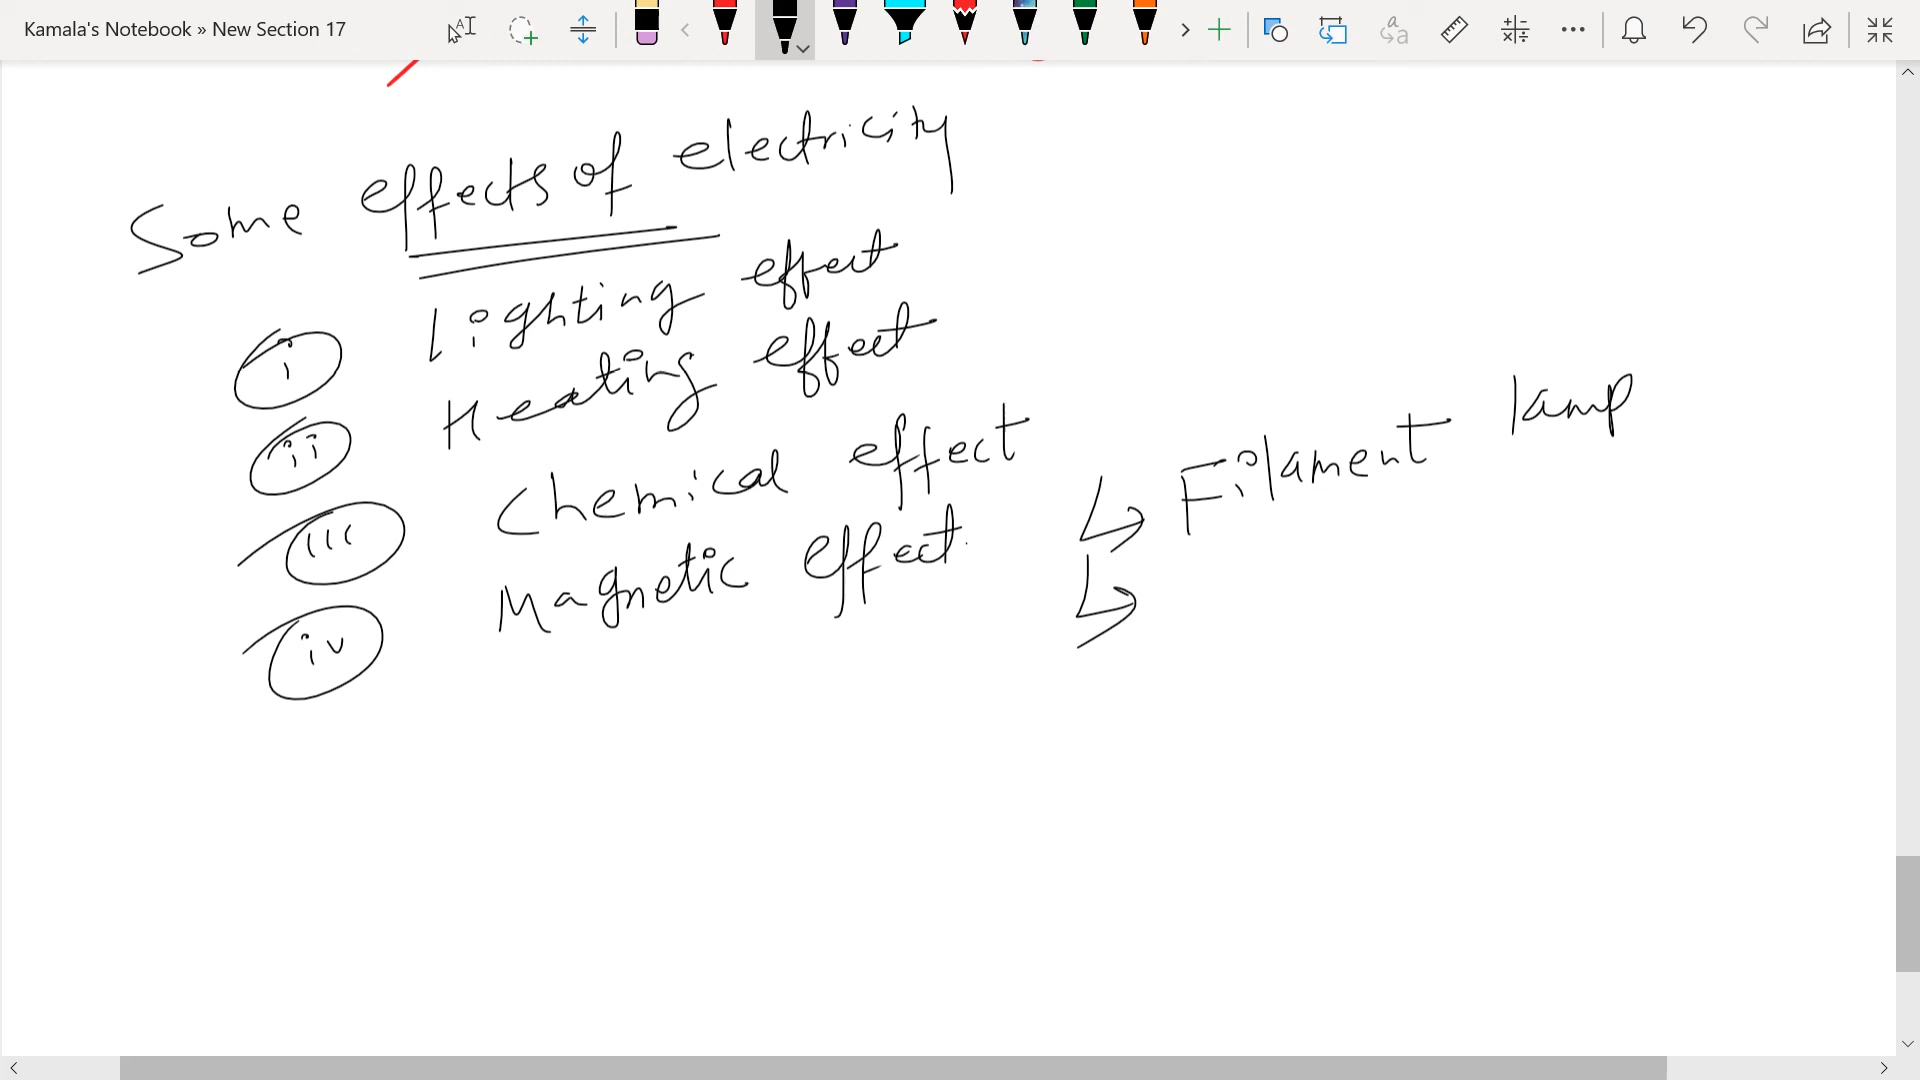 Kamala's Notebook » New Section 17
Some effects of electricity
i Lighting effect
ii Heating effect
iii Chemical effect
iv Magnetic effect.
↳ Filament lamp
↳